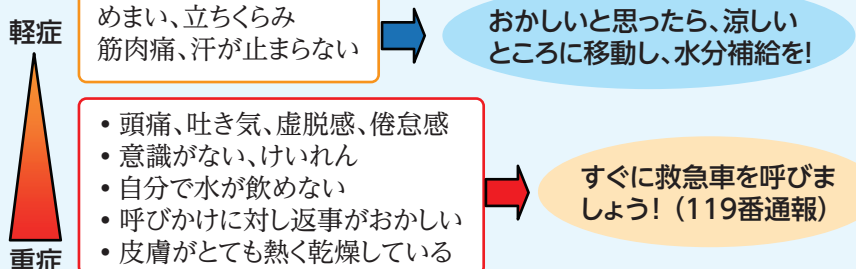 軽症
めまい、立ちくらみ
筋肉痛、汗が止まらない
おかしいと思ったら、涼しい
ところに移動し、水分補給を!
• 頭痛、吐き気、虚脱感、倦怠感
• 意識がない、けいれん
• 自分で水が飲めない
• 呼びかけに対し返事がおかしい
• 皮膚がとても熱く乾燥している
すぐに救急車を呼びま
しょう! (119番通報)
重症